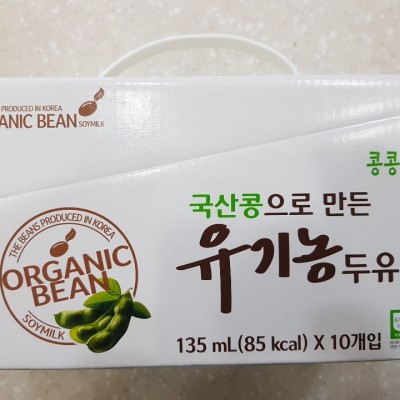 PRODUCED IN KOREA
ANIC BEAN
SOYMILK
콩콩
국산콩으로 만든
유기농두유
THE BEANS PRODUCED IN KOREA
ORGANIC
BEAN
SOYMILK
135 mL(85 kcal) X 10개입